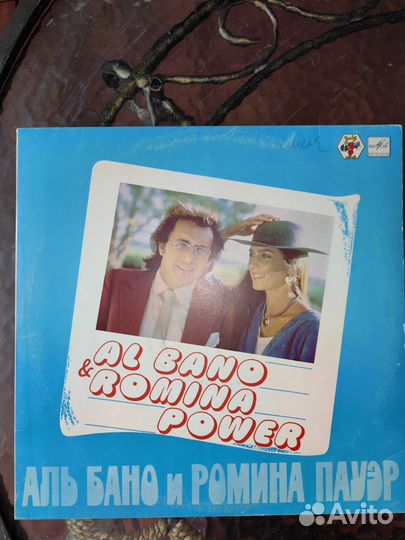 AL BANO
& ROMINA
POWER
АЛЬ БАНО и РОМИНА ПАУЭР
Avito